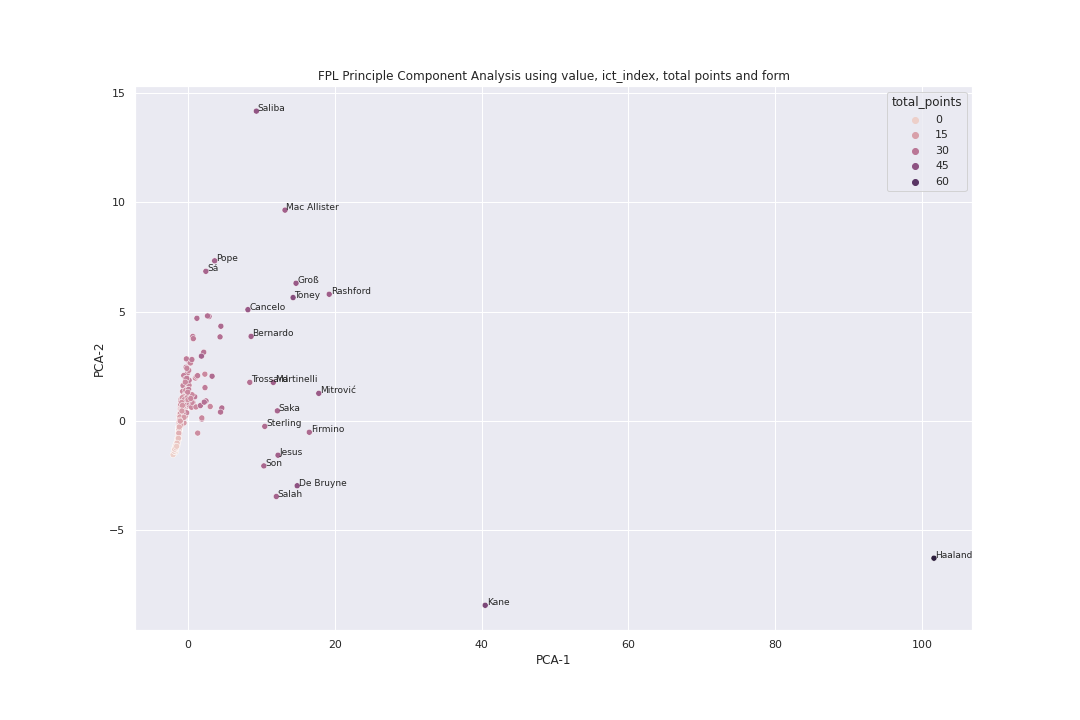 FPL Principle Component Analysis using value, ict_index, total points and form
total_points
0
15
30
45
60
15
10
5
0
−5
PCA-2
Saliba
Mac Allister
Pope
Sá
Groß
Rashford
Toney
Cancelo
Bernardo
Trossard
Martinelli
Mitrović
Saka
Sterling
Firmino
Jesus
Son
De Bruyne
Salah
Haaland
Kane
0
20
40
60
80
100
PCA-1